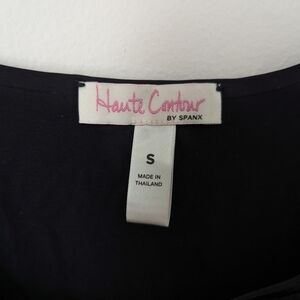 Haute Contour
BY SPANX
S
MADE IN
THAILAND